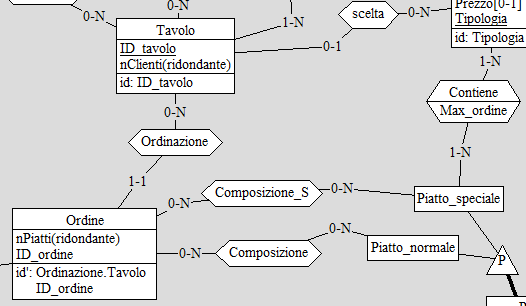 0-N
0-N
Prezzo[0-1]
1-N
scelta
0-N
Tipologia
Tavolo
id: Tipologia
ID_tavolo
0-1
nClienti(ridondante)
1-N
id: ID_tavolo
Contiene
Max_ordine
0-N
Ordinazione
1-N
1-1
Composizione_S
0-N
0-N
Piatto_speciale
Ordine
0-N
nPiatti(ridondante)
Piatto_normale
ID_ordine
0-N
Composizione
P
id': Ordinazione.Tavolo
ID_ordine